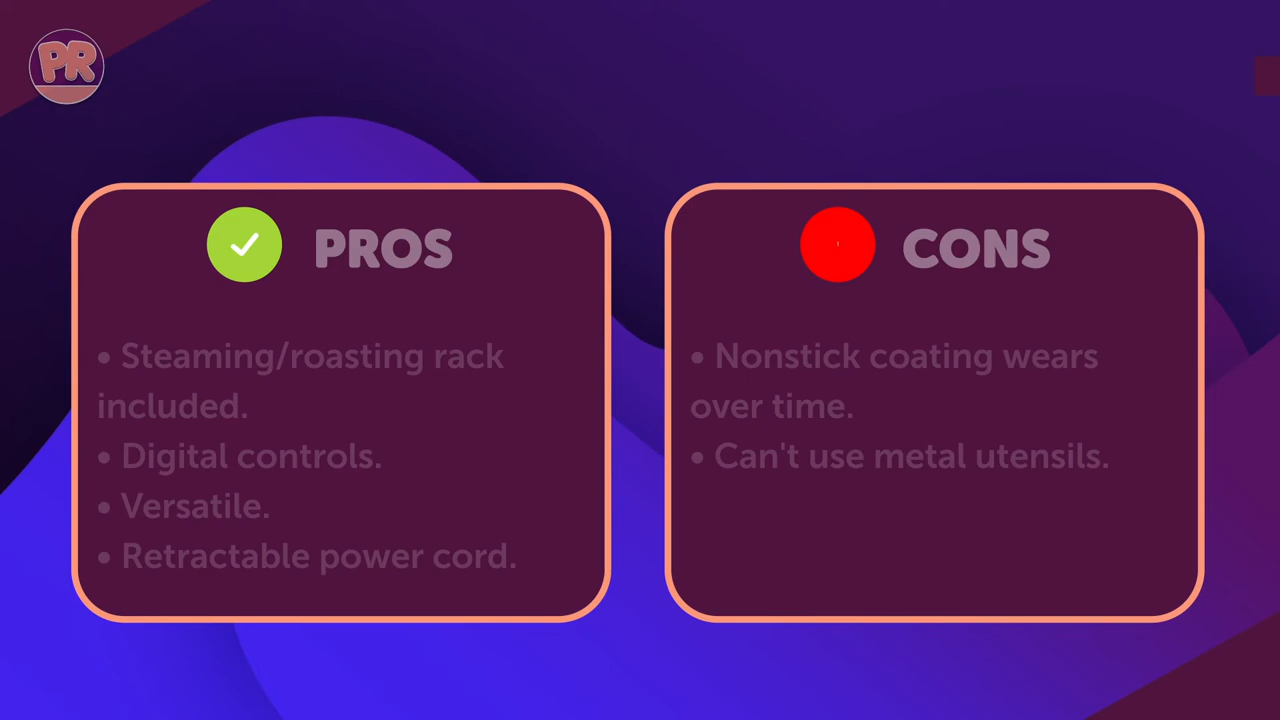 PR
PROS
• Steaming/roasting rack
included.
• Digital controls.
• Versatile.
• Retractable power cord.
CONS
• Nonstick coating wears
over time.
• Can't use metal utensils.